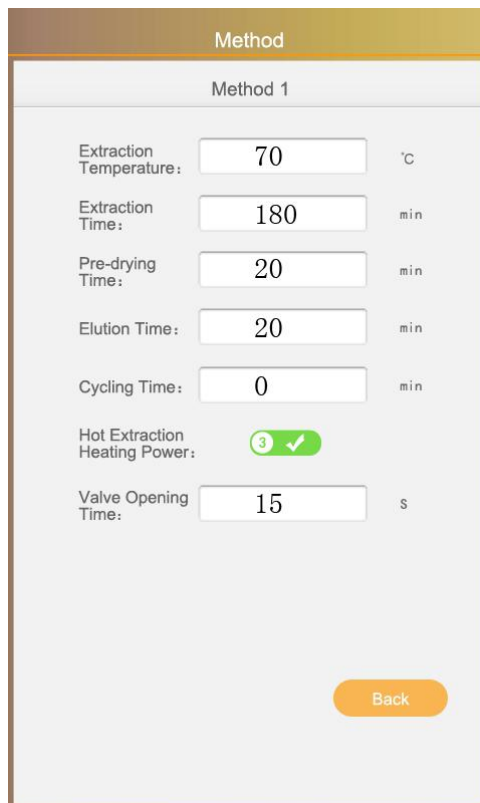 Method
Method 1
Extraction
Temperature: 70 ℃
Extraction
Time: 180 min
Pre-drying
Time: 20 min
Elution Time: 20 min
Cycling Time: 0 min
Hot Extraction
Heating Power: 3
Valve Opening
Time: 15 S
Back